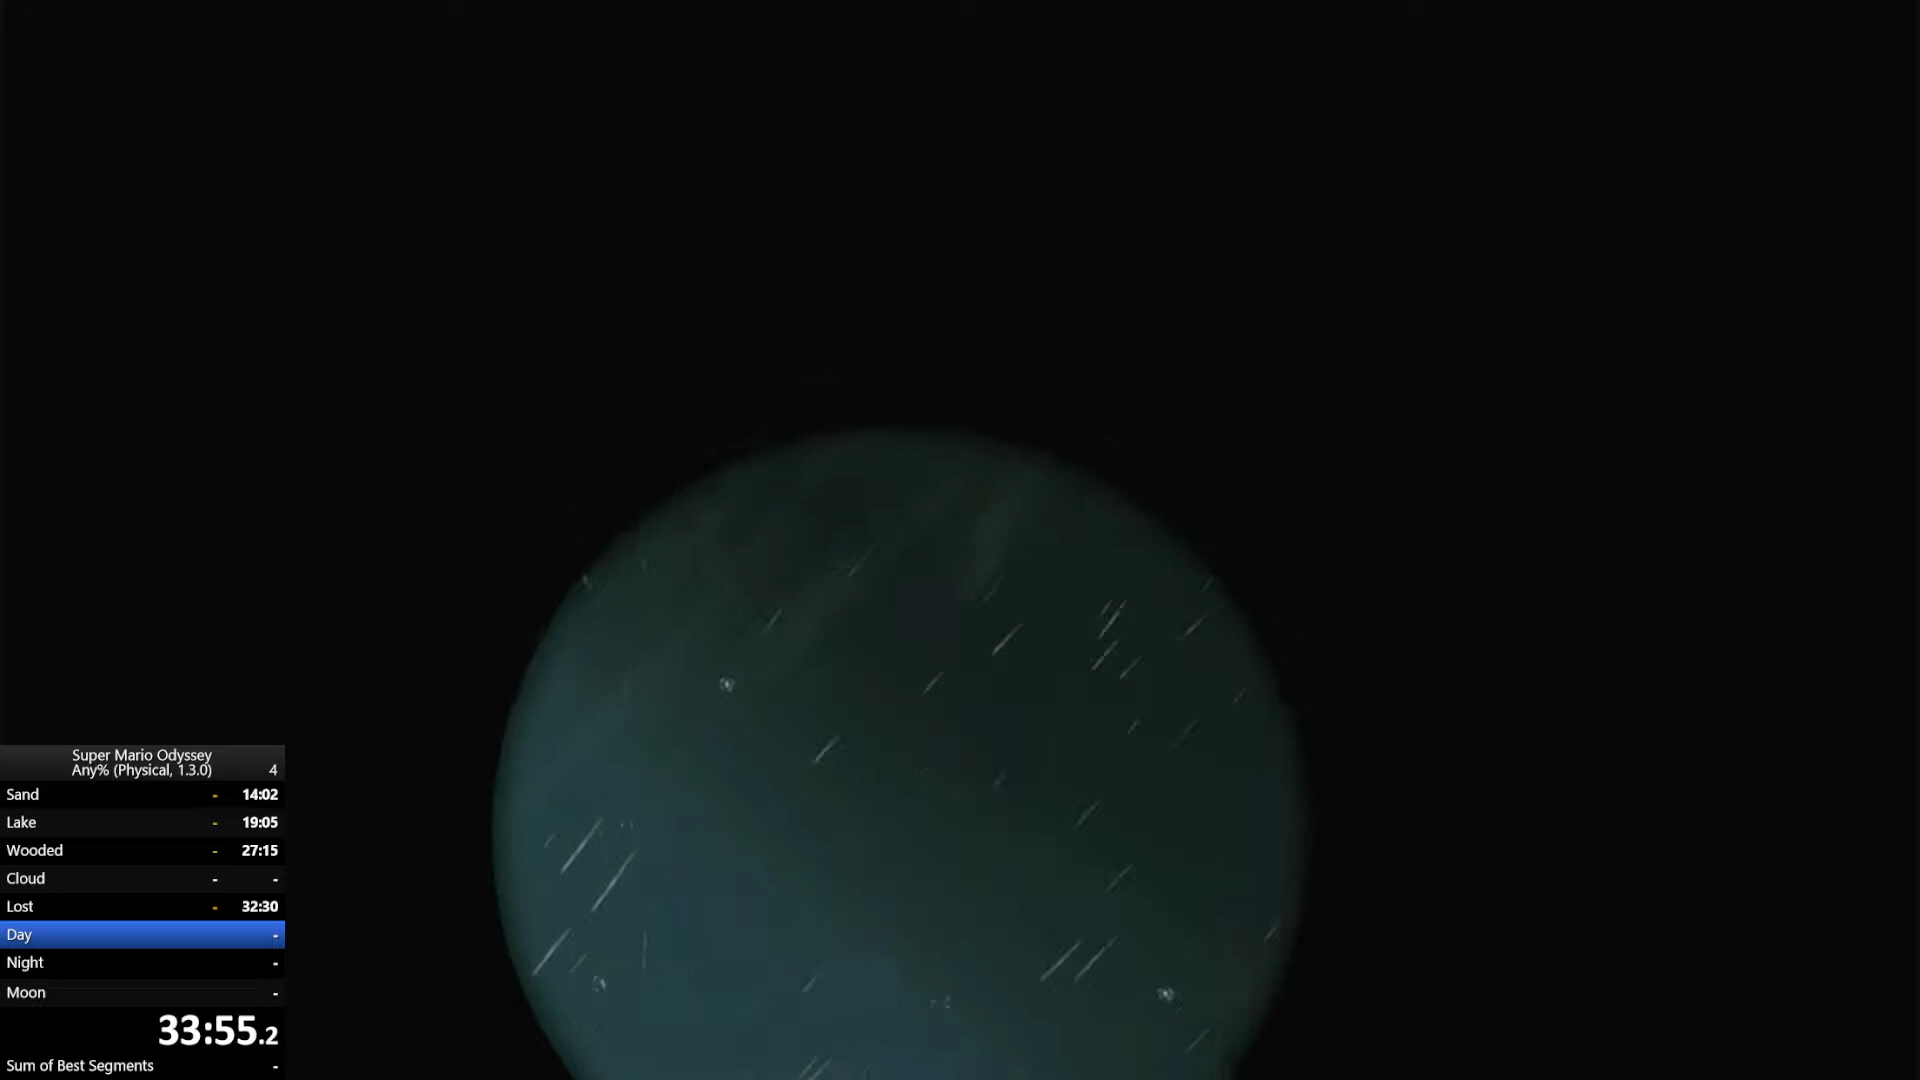 Super Mario Odyssey
Any% (Physical, 1.3.0) 4
Sand - 14:02
Lake - 19:05
Wooded - 27:15
Cloud - -
Lost - 32:30
Day -
Night -
Moon -
33:55.2
Sum of Best Segments -